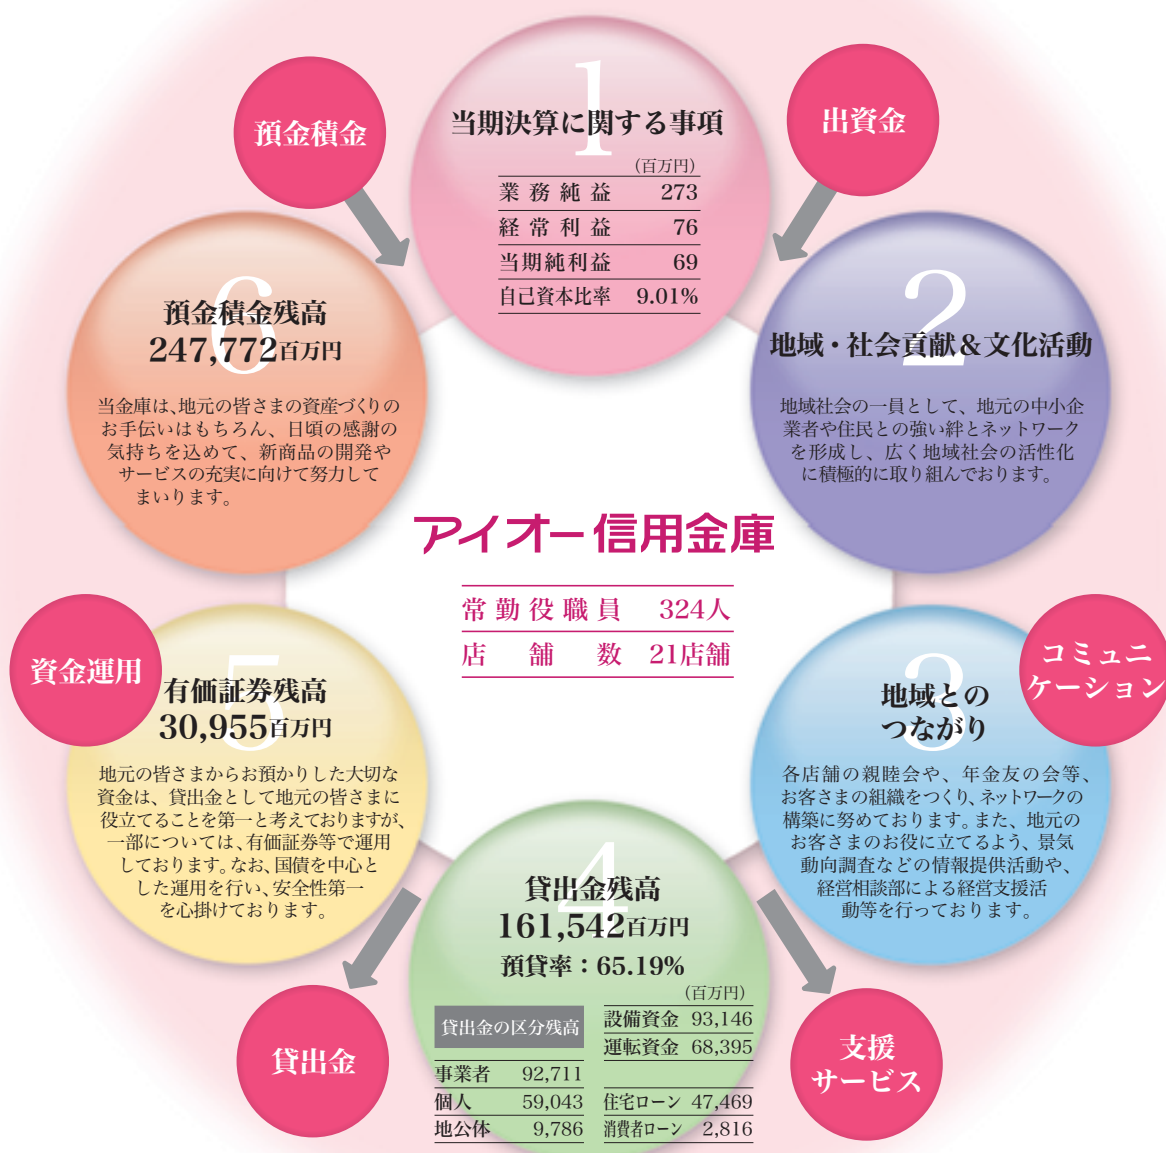 預金積金
出資金
1
当期決算に関する事項
(百万円)
業務純益 273
経常利益 76
当期純利益 69
自己資本比率 9.01%
2
地域・社会貢献&文化活動
地域社会の一員として、地元の中小企
業者や住民との強い絆とネットワーク
を形成し、広く地域社会の活性化
に積極的に取り組んでおります。
6
預金積金残高
247,772百万円
当金庫は、地元の皆さまの資産づくりの
お手伝いはもちろん、日頃の感謝の
気持ちを込めて、新商品の開発や
サービスの充実に向けて努力して
まいります。
アイオー信用金庫
常勤役職員 324人
店舗数 21店舗
コミュニ
ケーション
3
地域との
つながり
各店舗の親睦会や、年金友の会等、
お客さまの組織をつくり、ネットワークの
構築に努めております。また、地元の
お客さまのお役に立てるよう、景気
動向調査などの情報提供活動や、
経営相談部による経営支援活
動等を行っております。
資金運用
5
有価証券残高
30,955百万円
地元の皆さまからお預かりした大切な
資金は、貸出金として地元の皆さまに
役立てることを第一と考えておりますが、
一部については、有価証券等で運用
しております。なお、国債を中心と
した運用を行い、安全性第一
を心掛けております。
4
貸出金残高
161,542百万円
預貸率：65.19%
(百万円)
貸出金の区分残高
設備資金 93,146
運転資金 68,395
事業者 92,711
個人 59,043
住宅ローン 47,469
地公体 9,786
消費者ローン 2,816
貸出金
支援
サービス